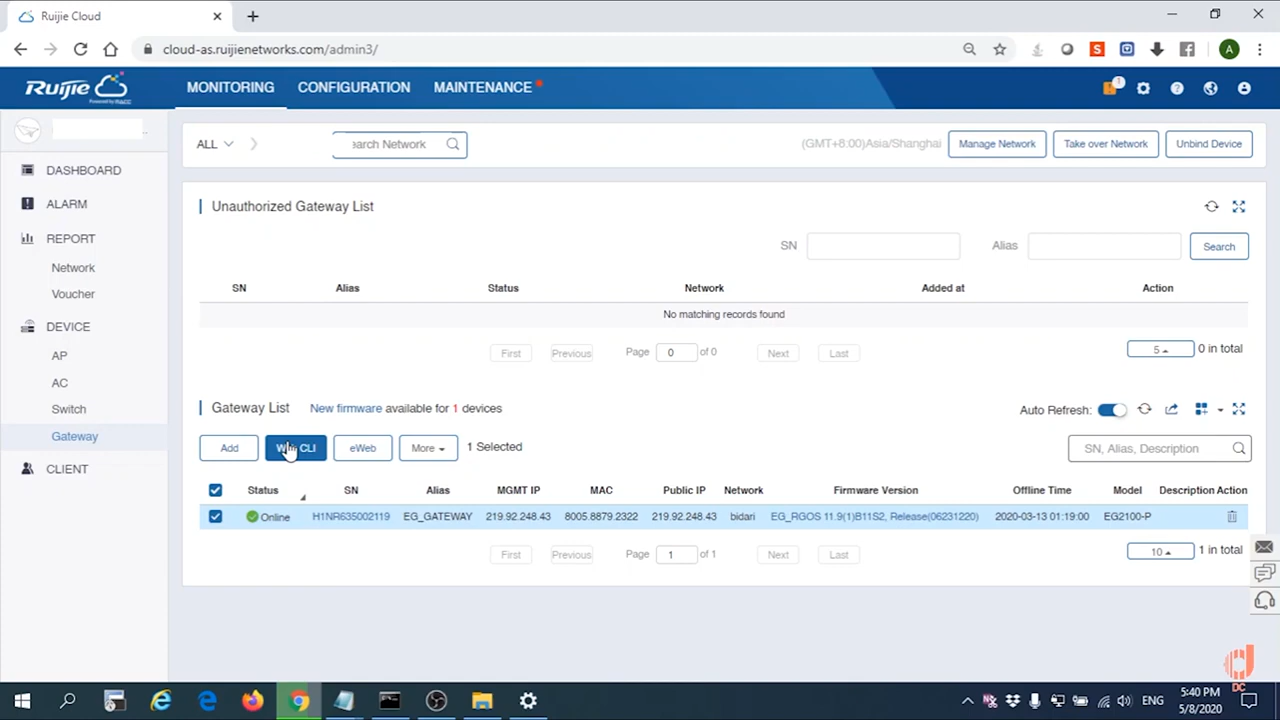 Ruijie Cloud
cloud-as.ruijienetworks.com/admin3/
A
Ruijie
Powered by MACC
MONITORING
CONFIGURATION
MAINTENANCE
1
DASHBOARD
ALARM
REPORT
Network
Voucher
DEVICE
AP
AC
Switch
Gateway
CLIENT
ALL
earch Network
(GMT+8:00)Asia/Shanghai
Manage Network
Take over Network
Unbind Device
Unauthorized Gateway List
SN
Alias
Search
SN Alias Status Network Added at Action
No matching records found
First Previous Page 0 of 0 Next Last
5 0 in total
Gateway List New firmware available for 1 devices
Auto Refresh:
Add
CLI
eWeb
More
1 Selected
SN, Alias, Description
Status SN Alias MGMT IP MAC Public IP Network Firmware Version Offline Time Model Description Action
Online H1NR635002119 EG_GATEWAY 219.92.248.43 8005.8879.2322 219.92.248.43 bidari EG_RGOS 11.9(1)B11S2, Release(06231220) 2020-03-13 01:19:00 EG2100-P
First Previous Page 1 of 1 Next Last
10 1 in total
DC
ENG
5:40 PM
5/8/2020